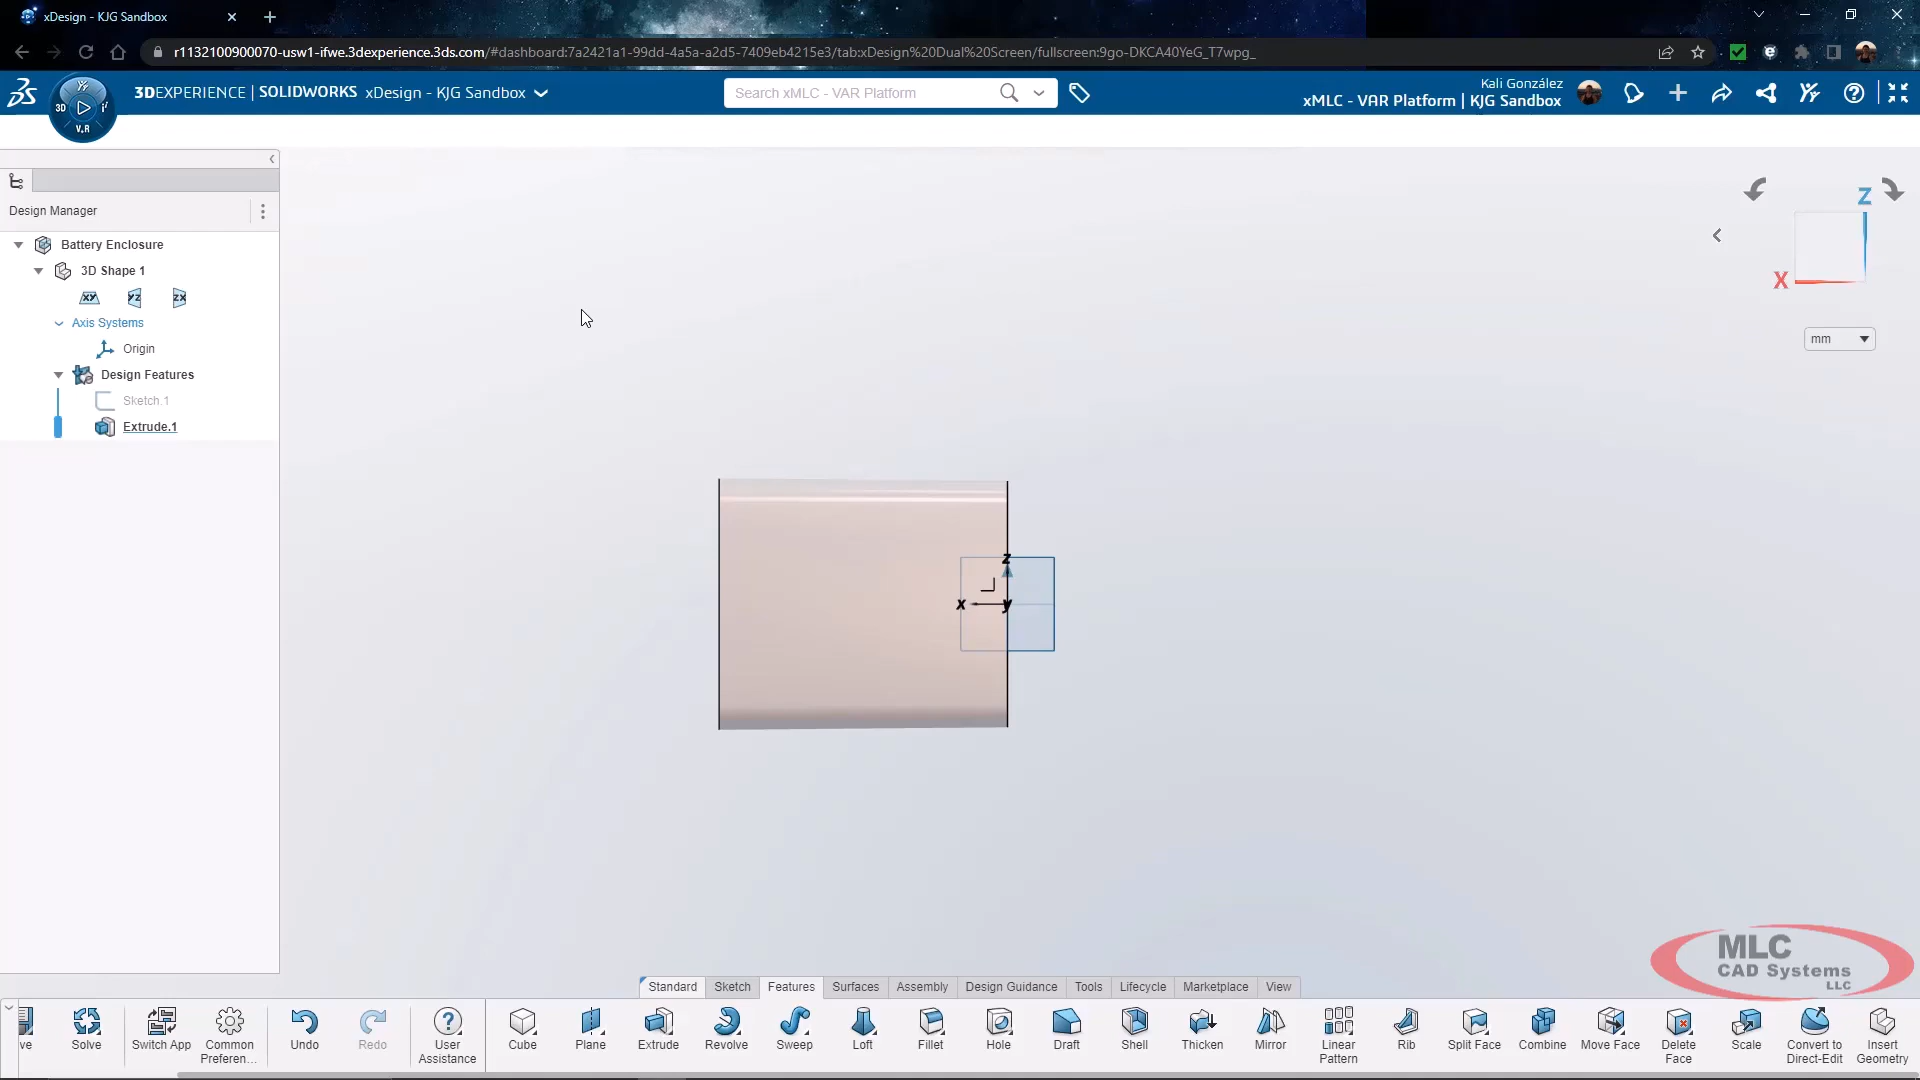 xDesign - KJG Sandbox
r1132100900070-usw1-ifwe.3dexperience.3ds.com/#dashboard:7a2421a1-99dd-4a5a-a2d5-7409eb4215e3/tab:xDesign%20Dual%20Screen/fullscreen:9go-DKCA40YeG_T7wpg_
3D V.R
3DEXPERIENCE | SOLIDWORKS xDesign - KJG Sandbox
Search xMLC - VAR Platform
Kali González
xMLC - VAR Platform | KJG Sandbox
Design Manager
Battery Enclosure
3D Shape 1
XY YZ ZX
Axis Systems
Origin
Design Features
Sketch.1
Extrude.1
Z
X
mm
z
x y
MLC
CAD Systems
LLC
Standard Sketch Features Surfaces Assembly Design Guidance Tools Lifecycle Marketplace View
ve Solve Switch App Common Preferen... Undo Redo User Assistance Cube Plane Extrude Revolve Sweep Loft Fillet Hole Draft Shell Thicken Mirror Linear Pattern Rib Split Face Combine Move Face Delete Face Scale Convert to Direct-Edit Insert Geometry